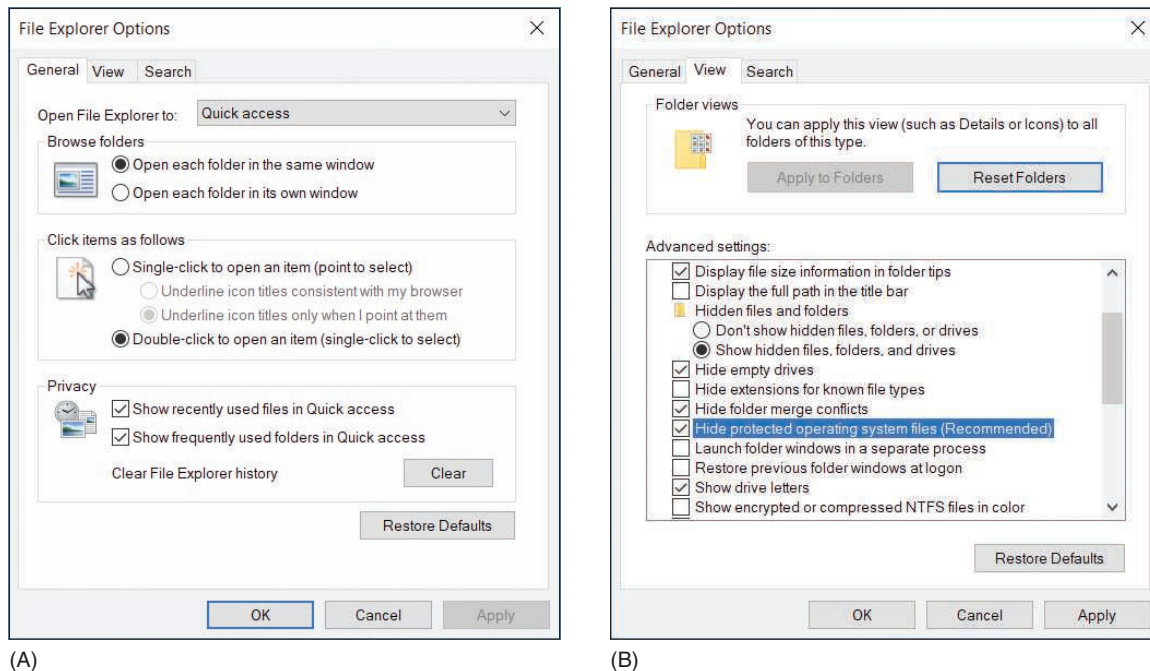 File Explorer Options
General View Search
Open File Explorer to: Quick access
Browse folders
Open each folder in the same window
Open each folder in its own window
Click items as follows
Single-click to open an item (point to select)
Underline icon titles consistent with my browser
Underline icon titles only when I point at them
Double-click to open an item (single-click to select)
Privacy
Show recently used files in Quick access
Show frequently used folders in Quick access
Clear File Explorer history Clear
Restore Defaults
OK Cancel Apply
(A)
File Explorer Options
General View Search
Folder views
You can apply this view (such as Details or Icons) to all
folders of this type.
Apply to Folders Reset Folders
Advanced settings:
Display file size information in folder tips
Display the full path in the title bar
Hidden files and folders
Don't show hidden files, folders, or drives
Show hidden files, folders, and drives
Hide empty drives
Hide extensions for known file types
Hide folder merge conflicts
Hide protected operating system files (Recommended)
Launch folder windows in a separate process
Restore previous folder windows at logon
Show drive letters
Show encrypted or compressed NTFS files in color
Restore Defaults
OK Cancel Apply
(B)